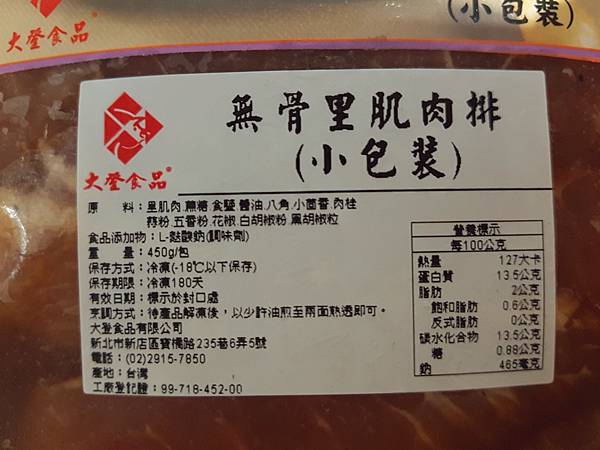 大登食品
(小包裝)
大登食品®
無骨里肌肉排
(小包裝)
原　　料：里肌肉.蔗糖.食鹽.醬油.八角.小茴香.肉桂
蒜粉.五香粉.花椒.白胡椒粉.黑胡椒粒
食品添加物：L-麩酸鈉(調味劑)
重　　量：450g/包
保存方式：冷凍(-18℃以下保存)
保存期限：冷凍180天
有效日期：標示於封口處
烹調方式：待產品解凍後，以少許油煎至兩面熟透即可。
大登食品有限公司
新北市新店區寶橋路235巷6弄5號
電話：(02)2915-7850
產地：台灣
工廠登記證：99-718-452-00
營養標示
每100公克
熱量 127大卡
蛋白質 13.5公克
脂肪 2公克
飽和脂肪 0.6公克
反式脂肪 0公克
碳水化合物 13.5公克
糖 0.88公克
鈉 465毫克